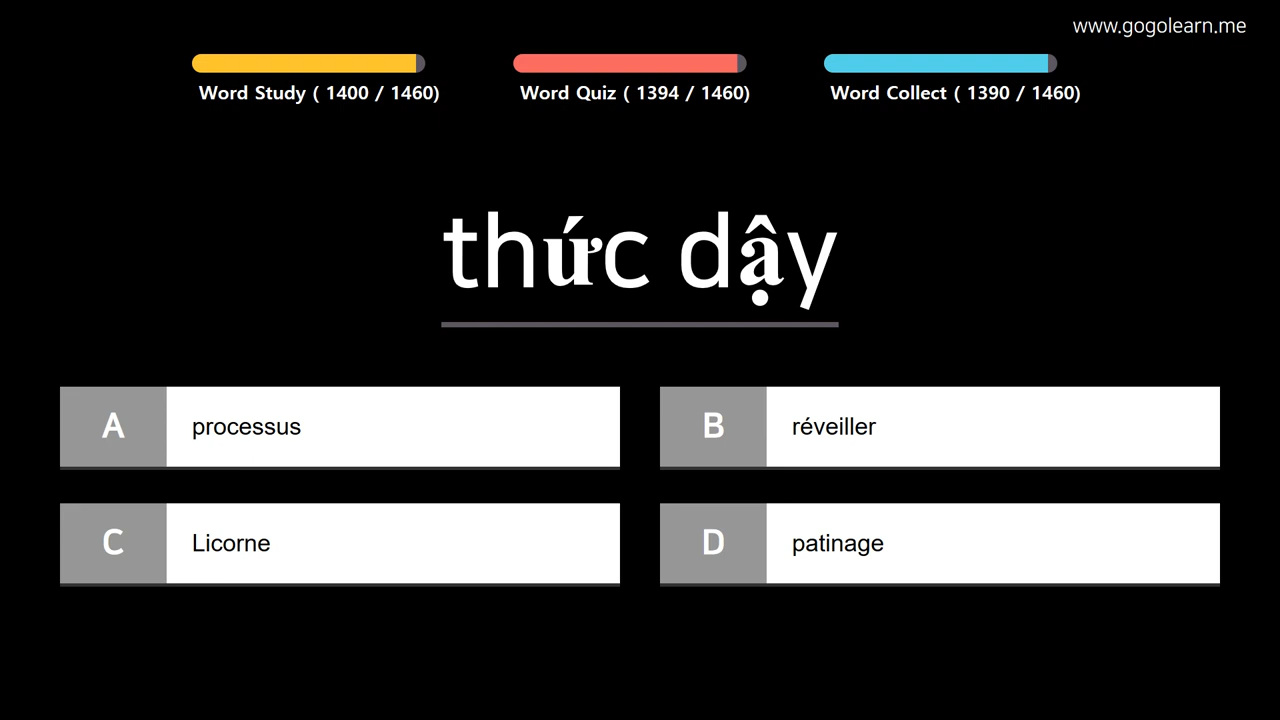 www.gogolearn.me
Word Study ( 1400 / 1460)
Word Quiz ( 1394 / 1460)
Word Collect ( 1390 / 1460)
thức dậy
A processus
B réveiller
C Licorne
D patinage